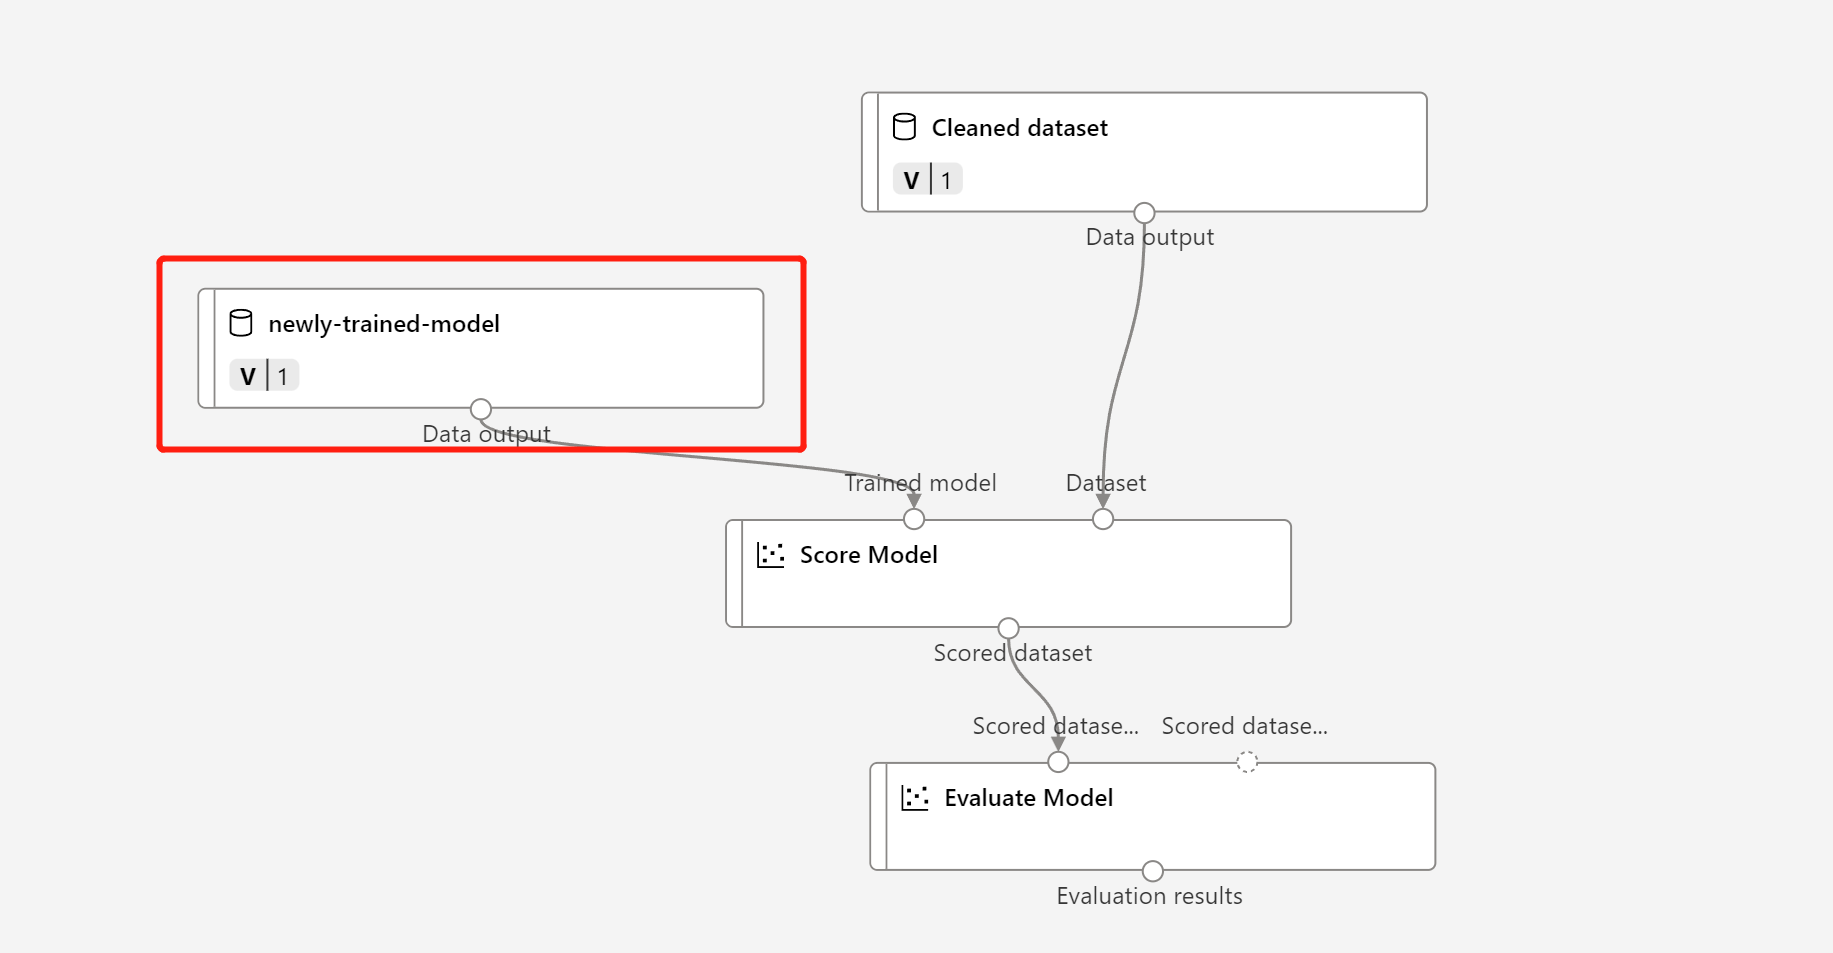 Cleaned dataset
V 1
Data output
newly-trained-model
V 1
Data output
Trained model
Dataset
Score Model
Scored dataset
Scored datase...
Scored datase...
Evaluate Model
Evaluation results